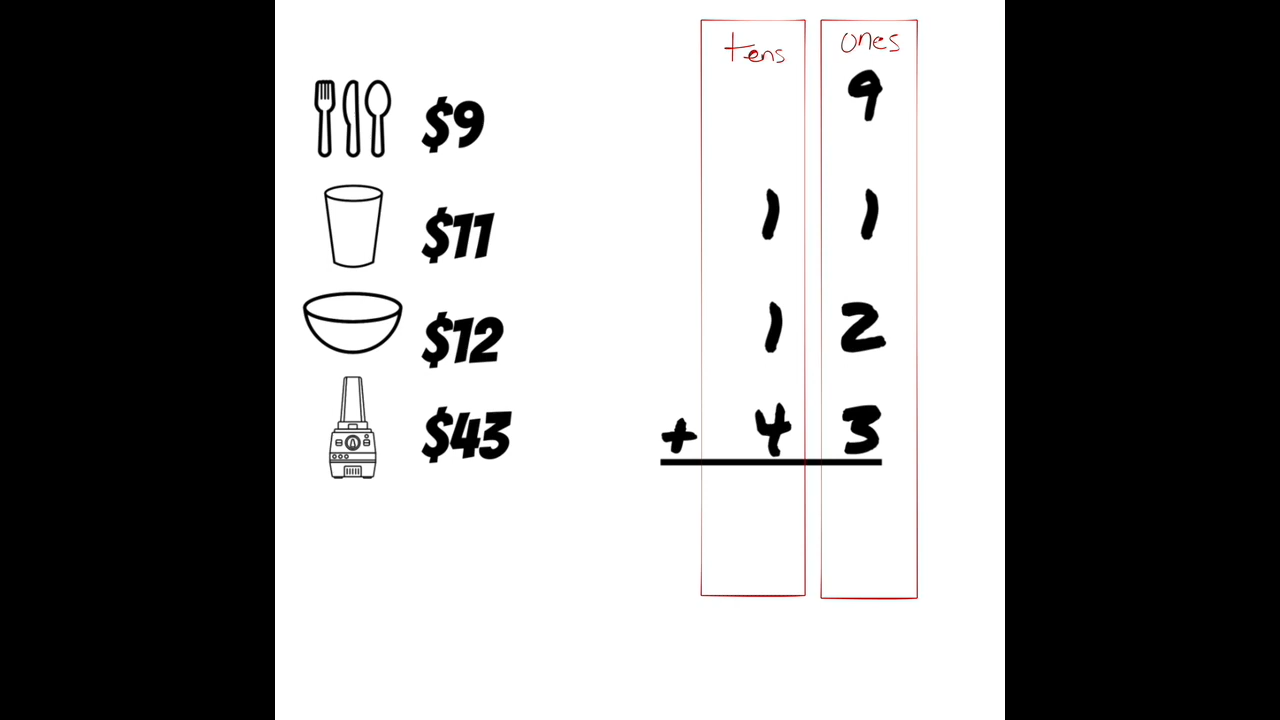 tens ones
$9 9
$11 1 1
$12 1 2
$43 + 4 3